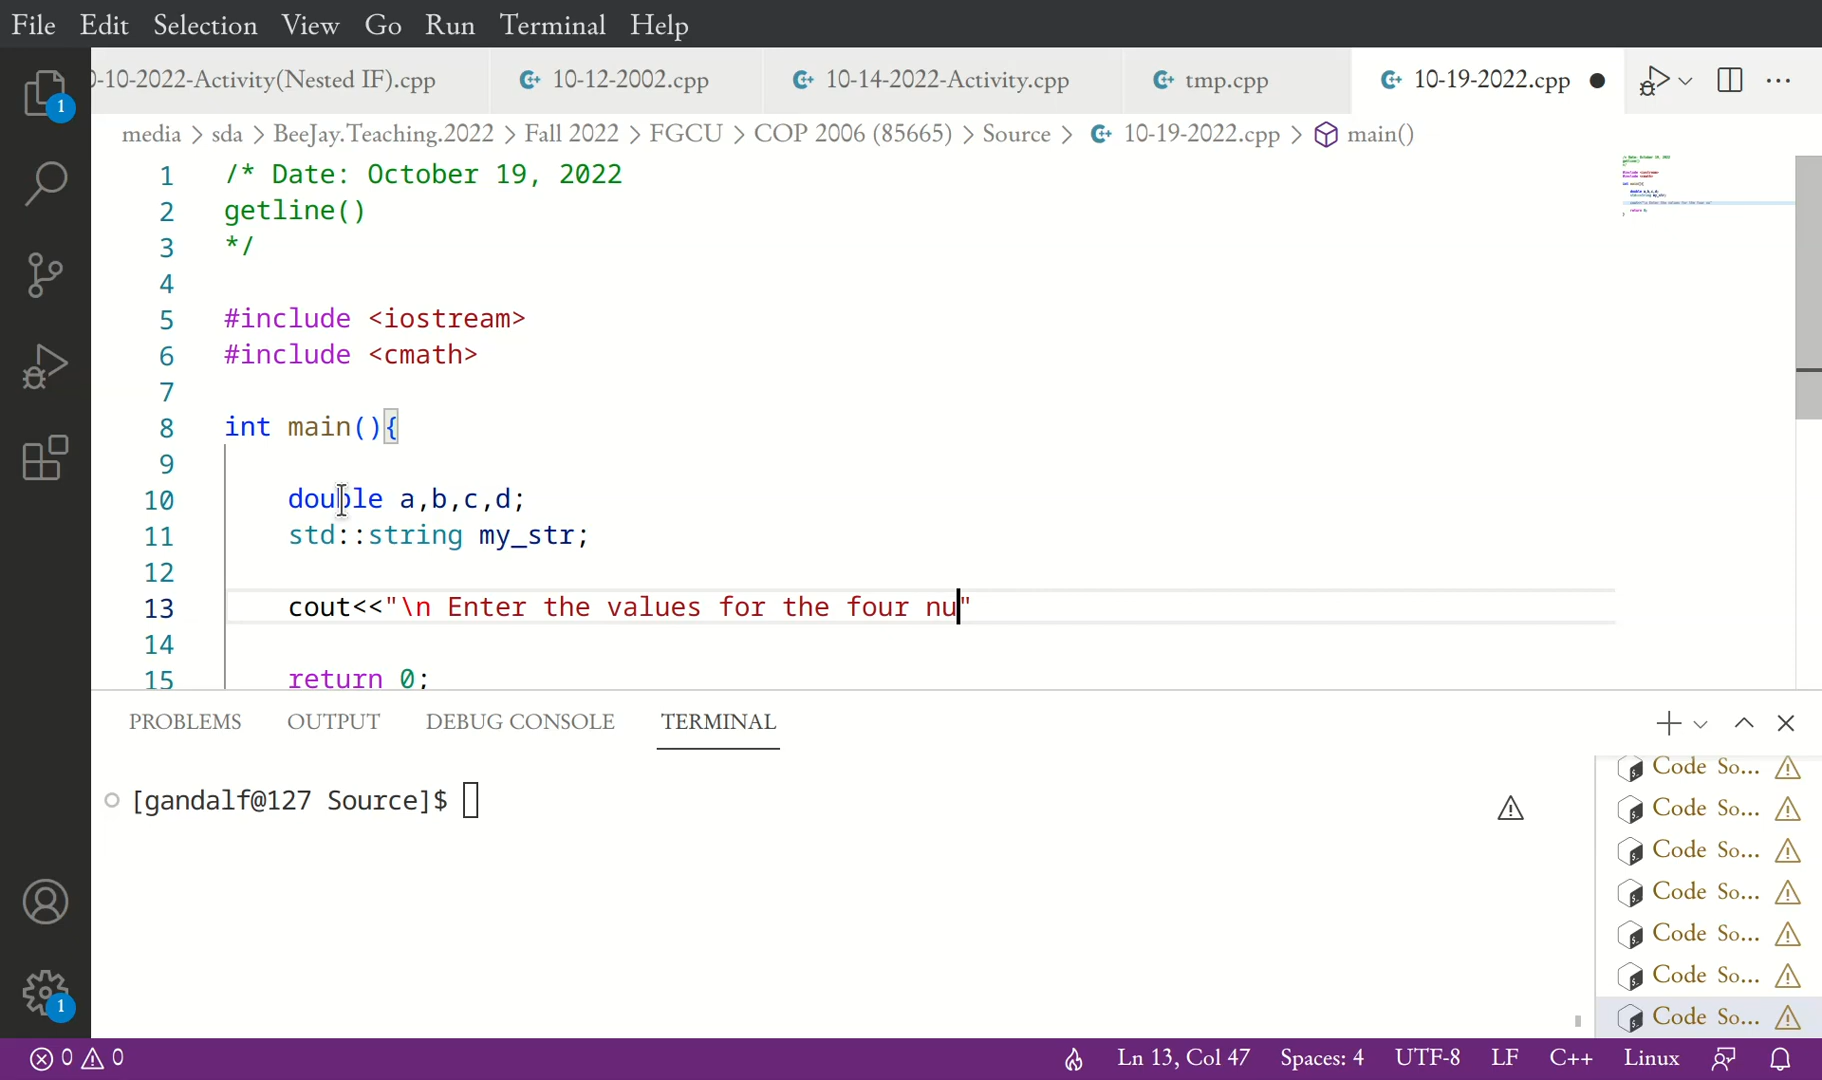 File Edit Selection View Go Run Terminal Help
0-10-2022-Activity(Nested IF).cpp 10-12-2002.cpp 10-14-2022-Activity.cpp tmp.cpp 10-19-2022.cpp
media > sda > BeeJay.Teaching.2022 > Fall 2022 > FGCU > COP 2006 (85665) > Source > 10-19-2022.cpp > main()
1 /* Date: October 19, 2022
2 getline()
3 */
4
5 #include <iostream>
6 #include <cmath>
7
8 int main(){
9
10 double a,b,c,d;
11 std::string my_str;
12
13 cout<<"\n Enter the values for the four nu"
14
15 return 0;
PROBLEMS OUTPUT DEBUG CONSOLE TERMINAL
[gandalf@127 Source]$
Code So...
Code So...
Code So...
Code So...
Code So...
Code So...
Code So...
1
1
0 0 Ln 13, Col 47 Spaces: 4 UTF-8 LF C++ Linux